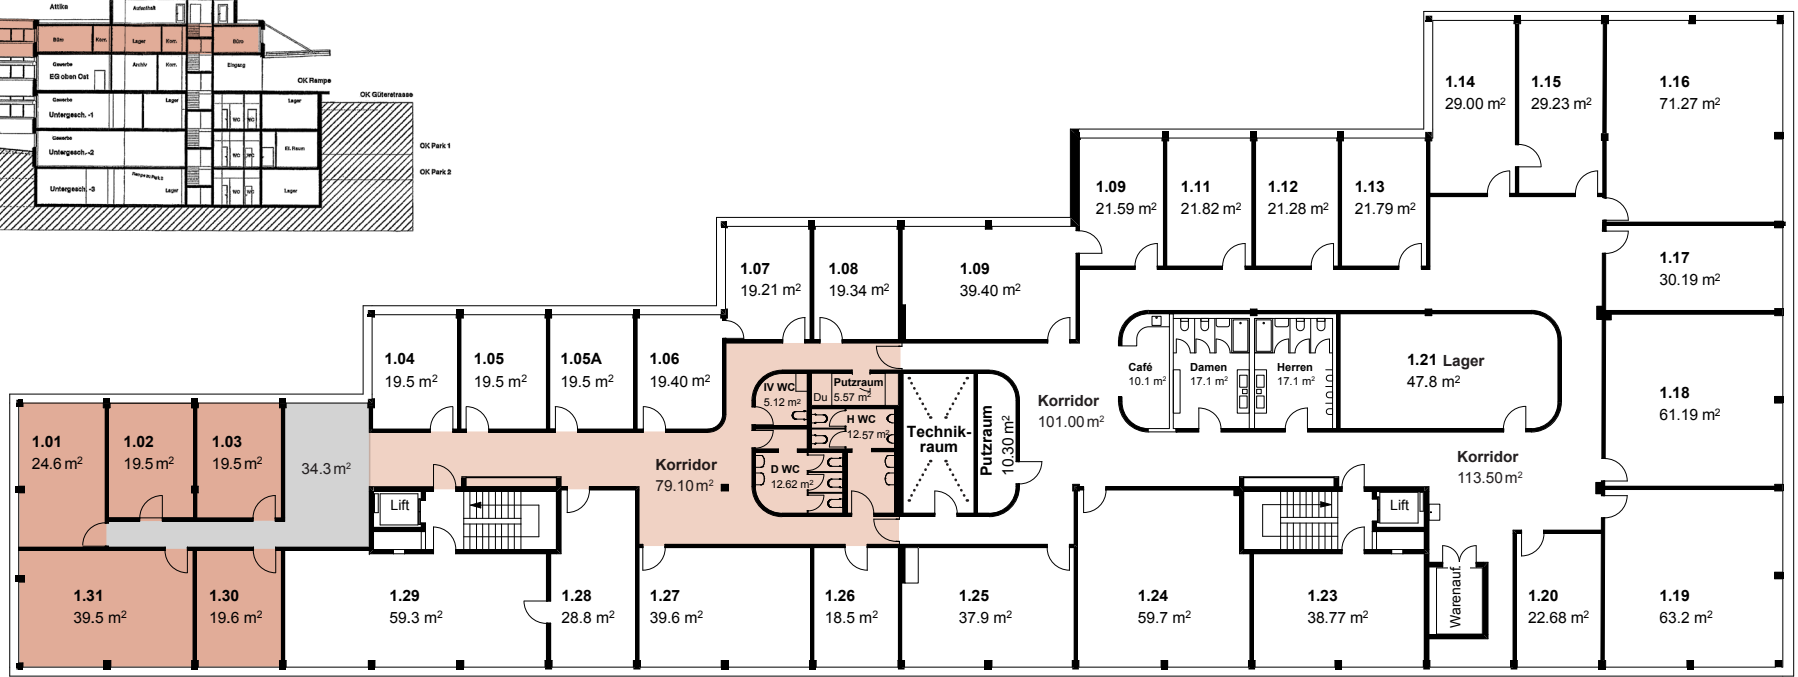 Attika
Aufenthalt
Büro
Korr.
Lager
Korr.
Büro
Gewerbe
EG oben Ost
Archiv
Korr.
Eingang
OK Rampe
OK Güterstrasse
Gewerbe
Untergesch. -1
Lager
WC
WC
Lager
Gewerbe
Untergesch. -2
WC
WC
El. Raum
OK Park 1
OK Park 2
Untergesch. -3
Rampe zu Park 2
Lager
WC
WC
Lager
1.14
29.00 m²
1.15
29.23 m²
1.16
71.27 m²
1.09
21.59 m²
1.11
21.82 m²
1.12
21.28 m²
1.13
21.79 m²
1.17
30.19 m²
1.07
19.21 m²
1.08
19.34 m²
1.09
39.40 m²
1.04
19.5 m²
1.05
19.5 m²
1.05A
19.5 m²
1.06
19.40 m²
Café
10.1 m²
Damen
17.1 m²
Herren
17.1 m²
1.21 Lager
47.8 m²
1.18
61.19 m²
IV WC
5.12 m²
Putzraum
Du
5.57 m²
H WC
12.57 m²
D WC
12.62 m²
Technik-
raum
Putzraum
10.30 m²
Korridor
101.00 m²
1.01
24.6 m²
1.02
19.5 m²
1.03
19.5 m²
34.3 m²
Korridor
79.10 m²
Korridor
113.50 m²
Lift
Lift
1.31
39.5 m²
1.30
19.6 m²
1.29
59.3 m²
1.28
28.8 m²
1.27
39.6 m²
1.26
18.5 m²
1.25
37.9 m²
1.24
59.7 m²
1.23
38.77 m²
Warenauf.
1.20
22.68 m²
1.19
63.2 m²